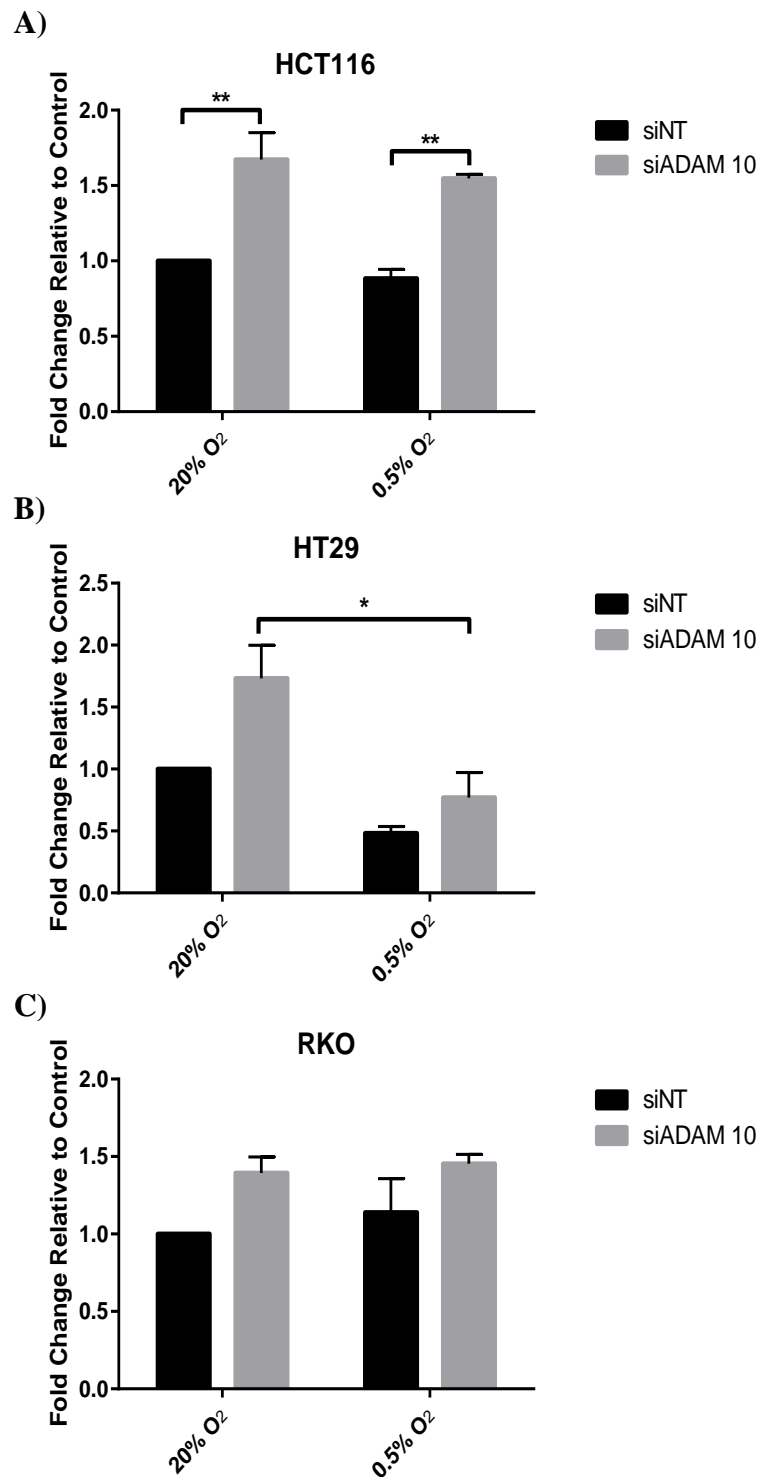 A)
HCT116
Fold Change Relative to Control
2.0
1.5
1.0
0.5
0.0
**
**
20% O2
0.5% O2
siNT
siADAM 10
B)
HT29
Fold Change Relative to Control
2.5
2.0
1.5
1.0
0.5
0.0
*
20% O2
0.5% O2
siNT
siADAM 10
C)
RKO
Fold Change Relative to Control
2.0
1.5
1.0
0.5
0.0
20% O2
0.5% O2
siNT
siADAM 10